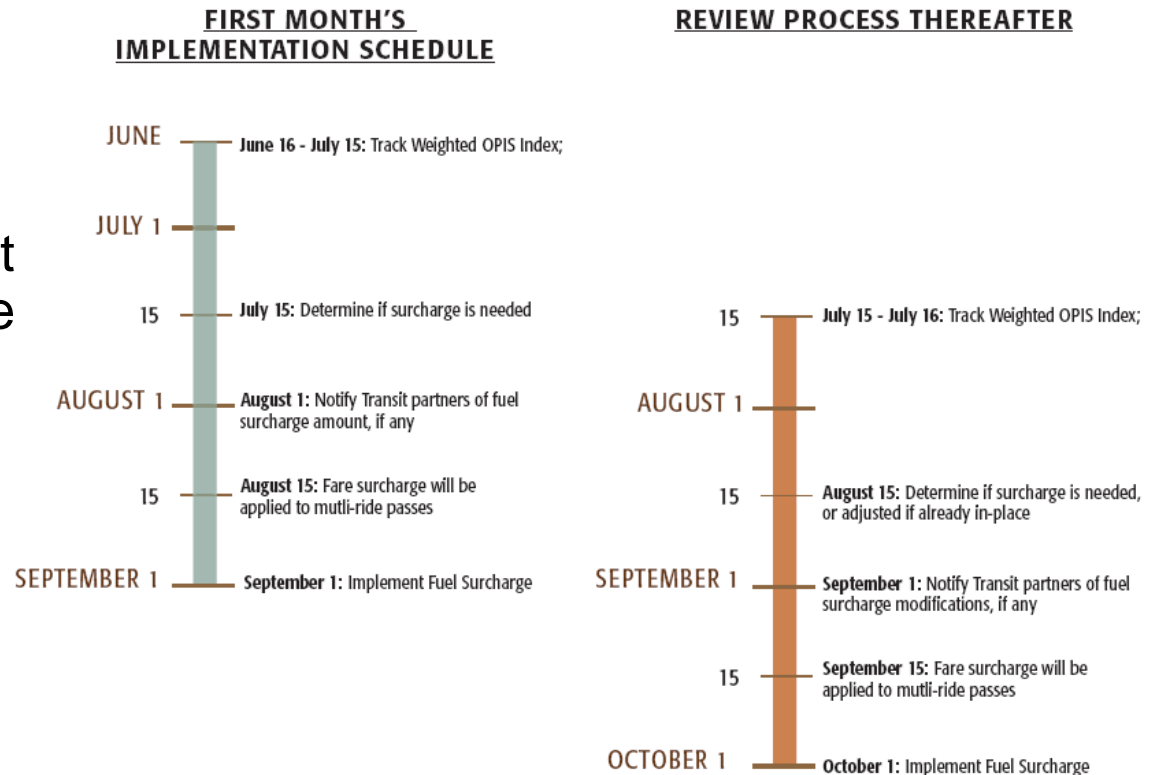 FIRST MONTH'S
IMPLEMENTATION SCHEDULE
JUNE
June 16 - July 15: Track Weighted OPIS Index;
JULY 1
t
e
15
July 15: Determine if surcharge is needed
AUGUST 1
August 1: Notify Transit partners of fuel
surcharge amount, if any
15
August 15: Fare surcharge will be
applied to mutli-ride passes
SEPTEMBER 1
September 1: Implement Fuel Surcharge
REVIEW PROCESS THEREAFTER
15
July 15 - July 16: Track Weighted OPIS Index;
AUGUST 1
15
August 15: Determine if surcharge is needed,
or adjusted if already in-place
SEPTEMBER 1
September 1: Notify Transit partners of fuel
surcharge modifications, if any
15
September 15: Fare surcharge will be
applied to mutli-ride passes
OCTOBER 1
October 1: Implement Fuel Surcharge